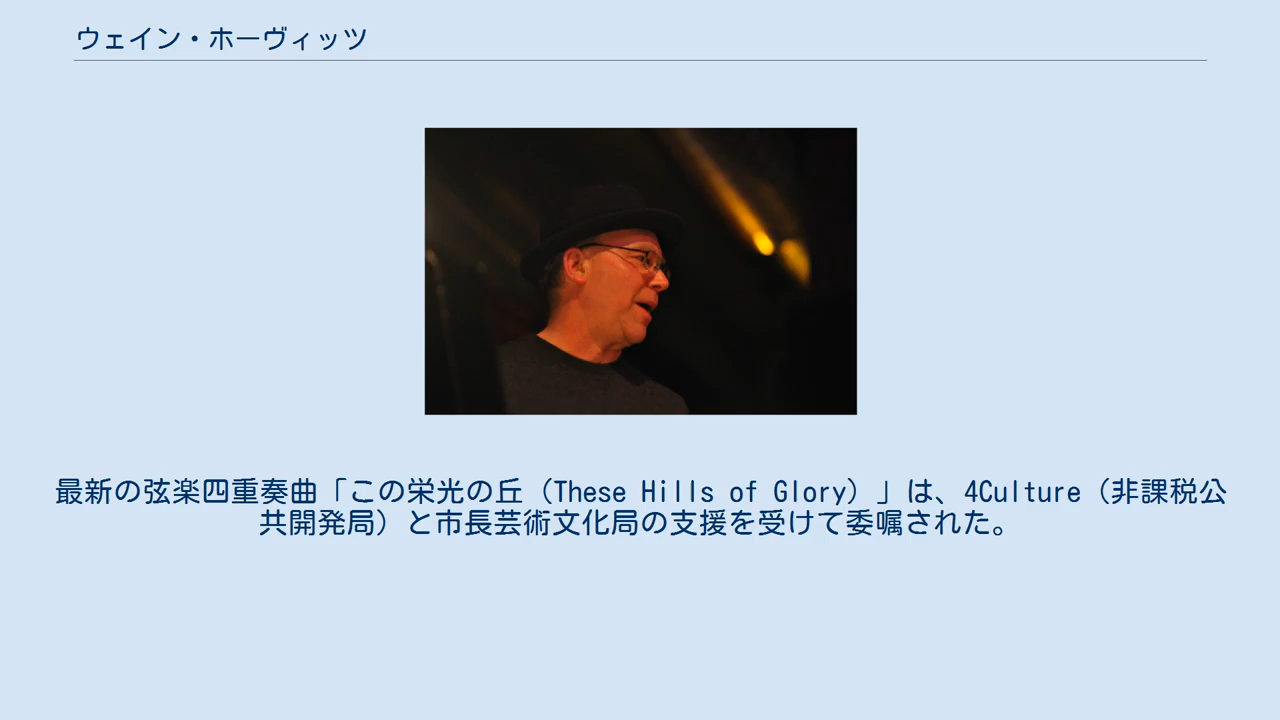 ウェイン・ホーヴィッツ
最新の弦楽四重奏曲「この栄光の丘（These Hills of Glory）」は、4Culture（非課税公
共開発局）と市長芸術文化局の支援を受けて委嘱された。